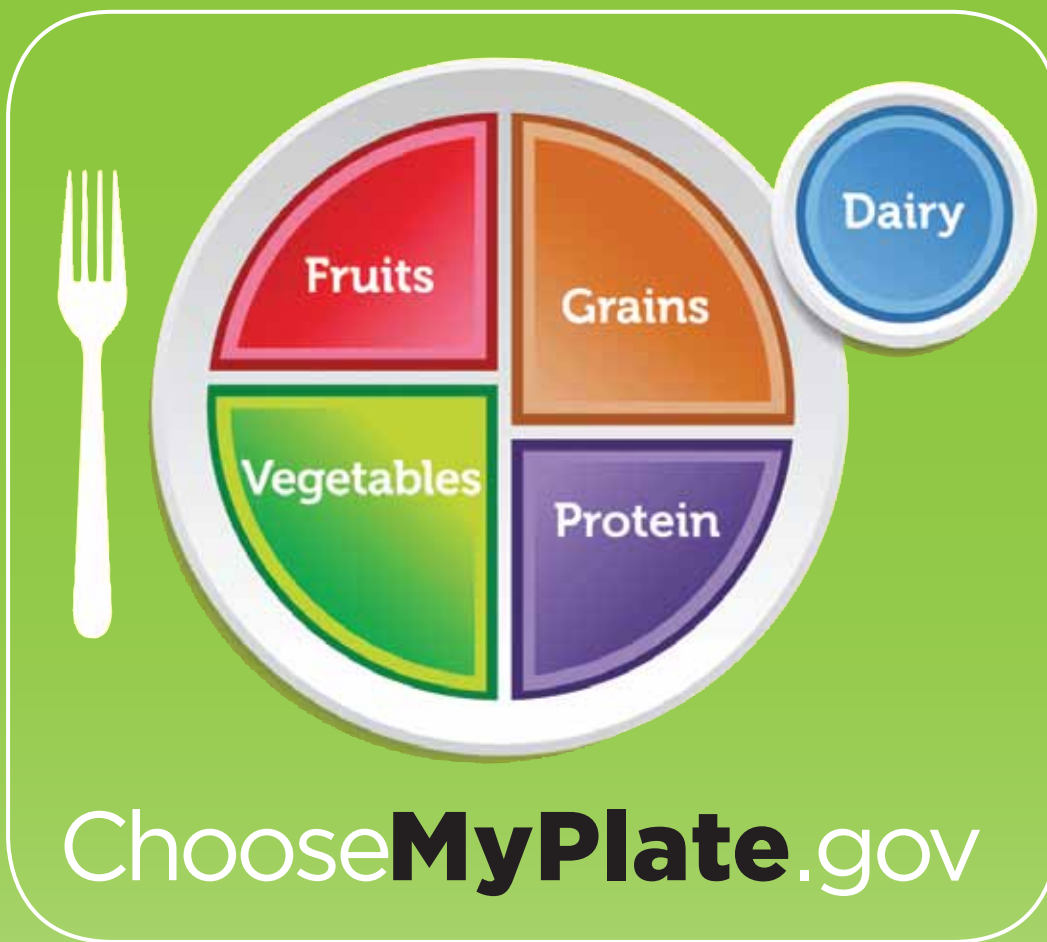 Dairy
Fruits
Grains
Vegetables
Protein
ChooseMyPlate.gov